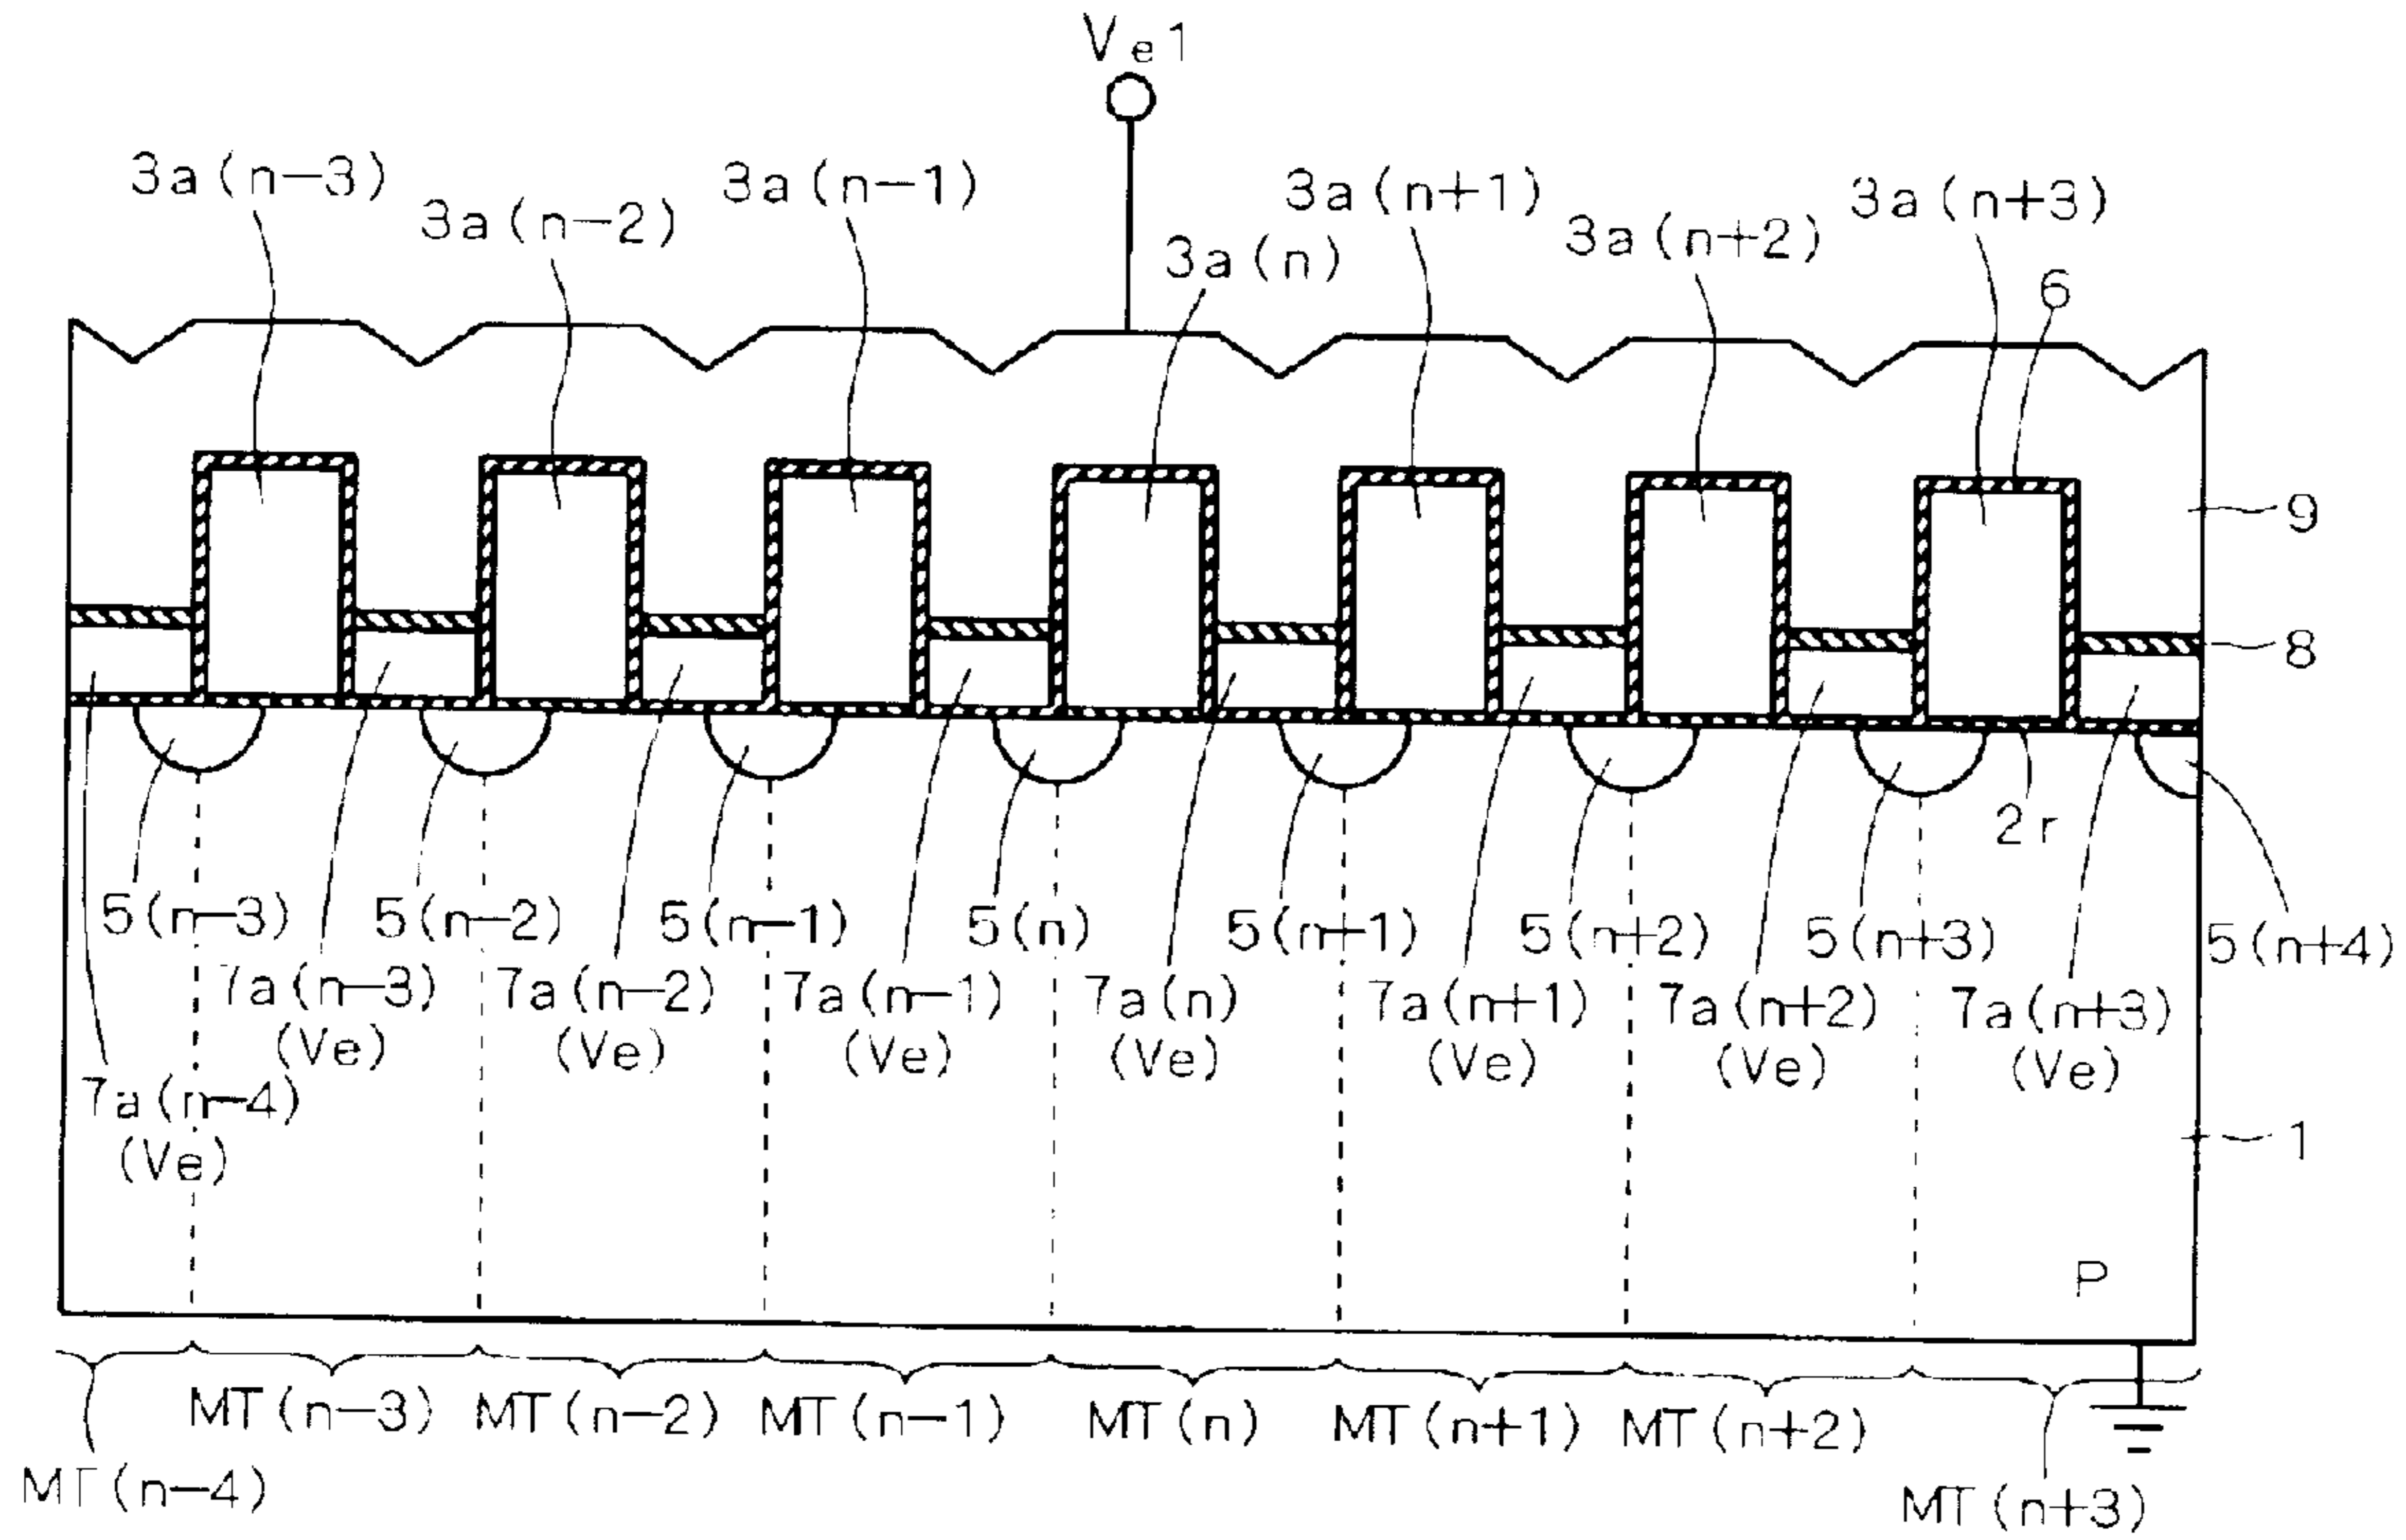 Ve1
3a(n-3)
3a(n-2)
3a(n-1)
3a(n)
3a(n+1)
3a(n+2)
3a(n+3)
6
9
8
2r
5(n-3)
5(n-2)
5(n-1)
5(n)
5(n+1)
5(n+2)
5(n+3)
5(n+4)
7a(n-3)
(Ve)
7a(n-2)
(Ve)
7a(n-1)
(Ve)
7a(n)
(Ve)
7a(n+1)
(Ve)
7a(n+2)
(Ve)
7a(n+3)
(Ve)
7a(n-4)
(Ve)
1
P
MT(n-3)
MT(n-2)
MT(n-1)
MT(n)
MT(n+1)
MT(n+2)
MT(n-4)
MT(n+3)